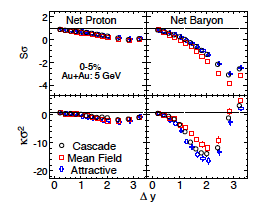 Net Proton Net Baryon
2
0
-2
-4
Sσ
0-5%
Au+Au: 5 GeV
0
-10
-20
κσ²
Cascade
Mean Field
Attractive
0 1 2 3 0 1 2 3
Δ y